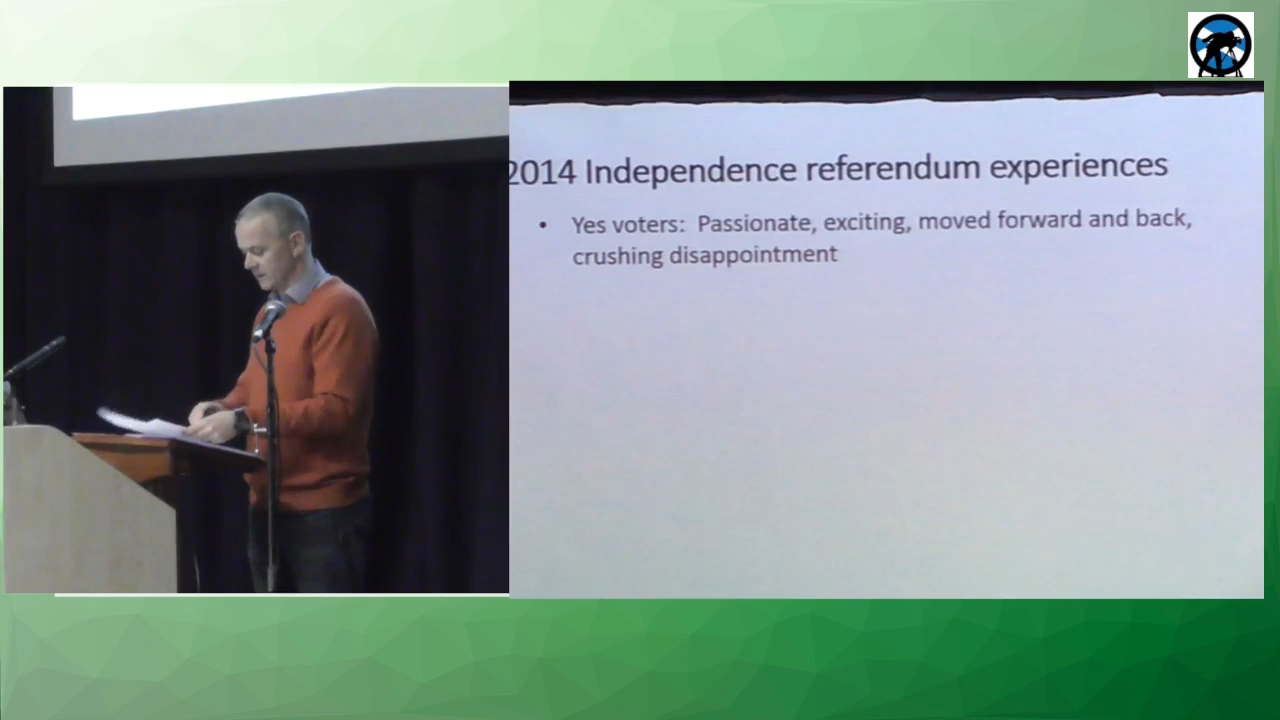 2014 Independence referendum experiences
• Yes voters: Passionate, exciting, moved forward and back,
crushing disappointment